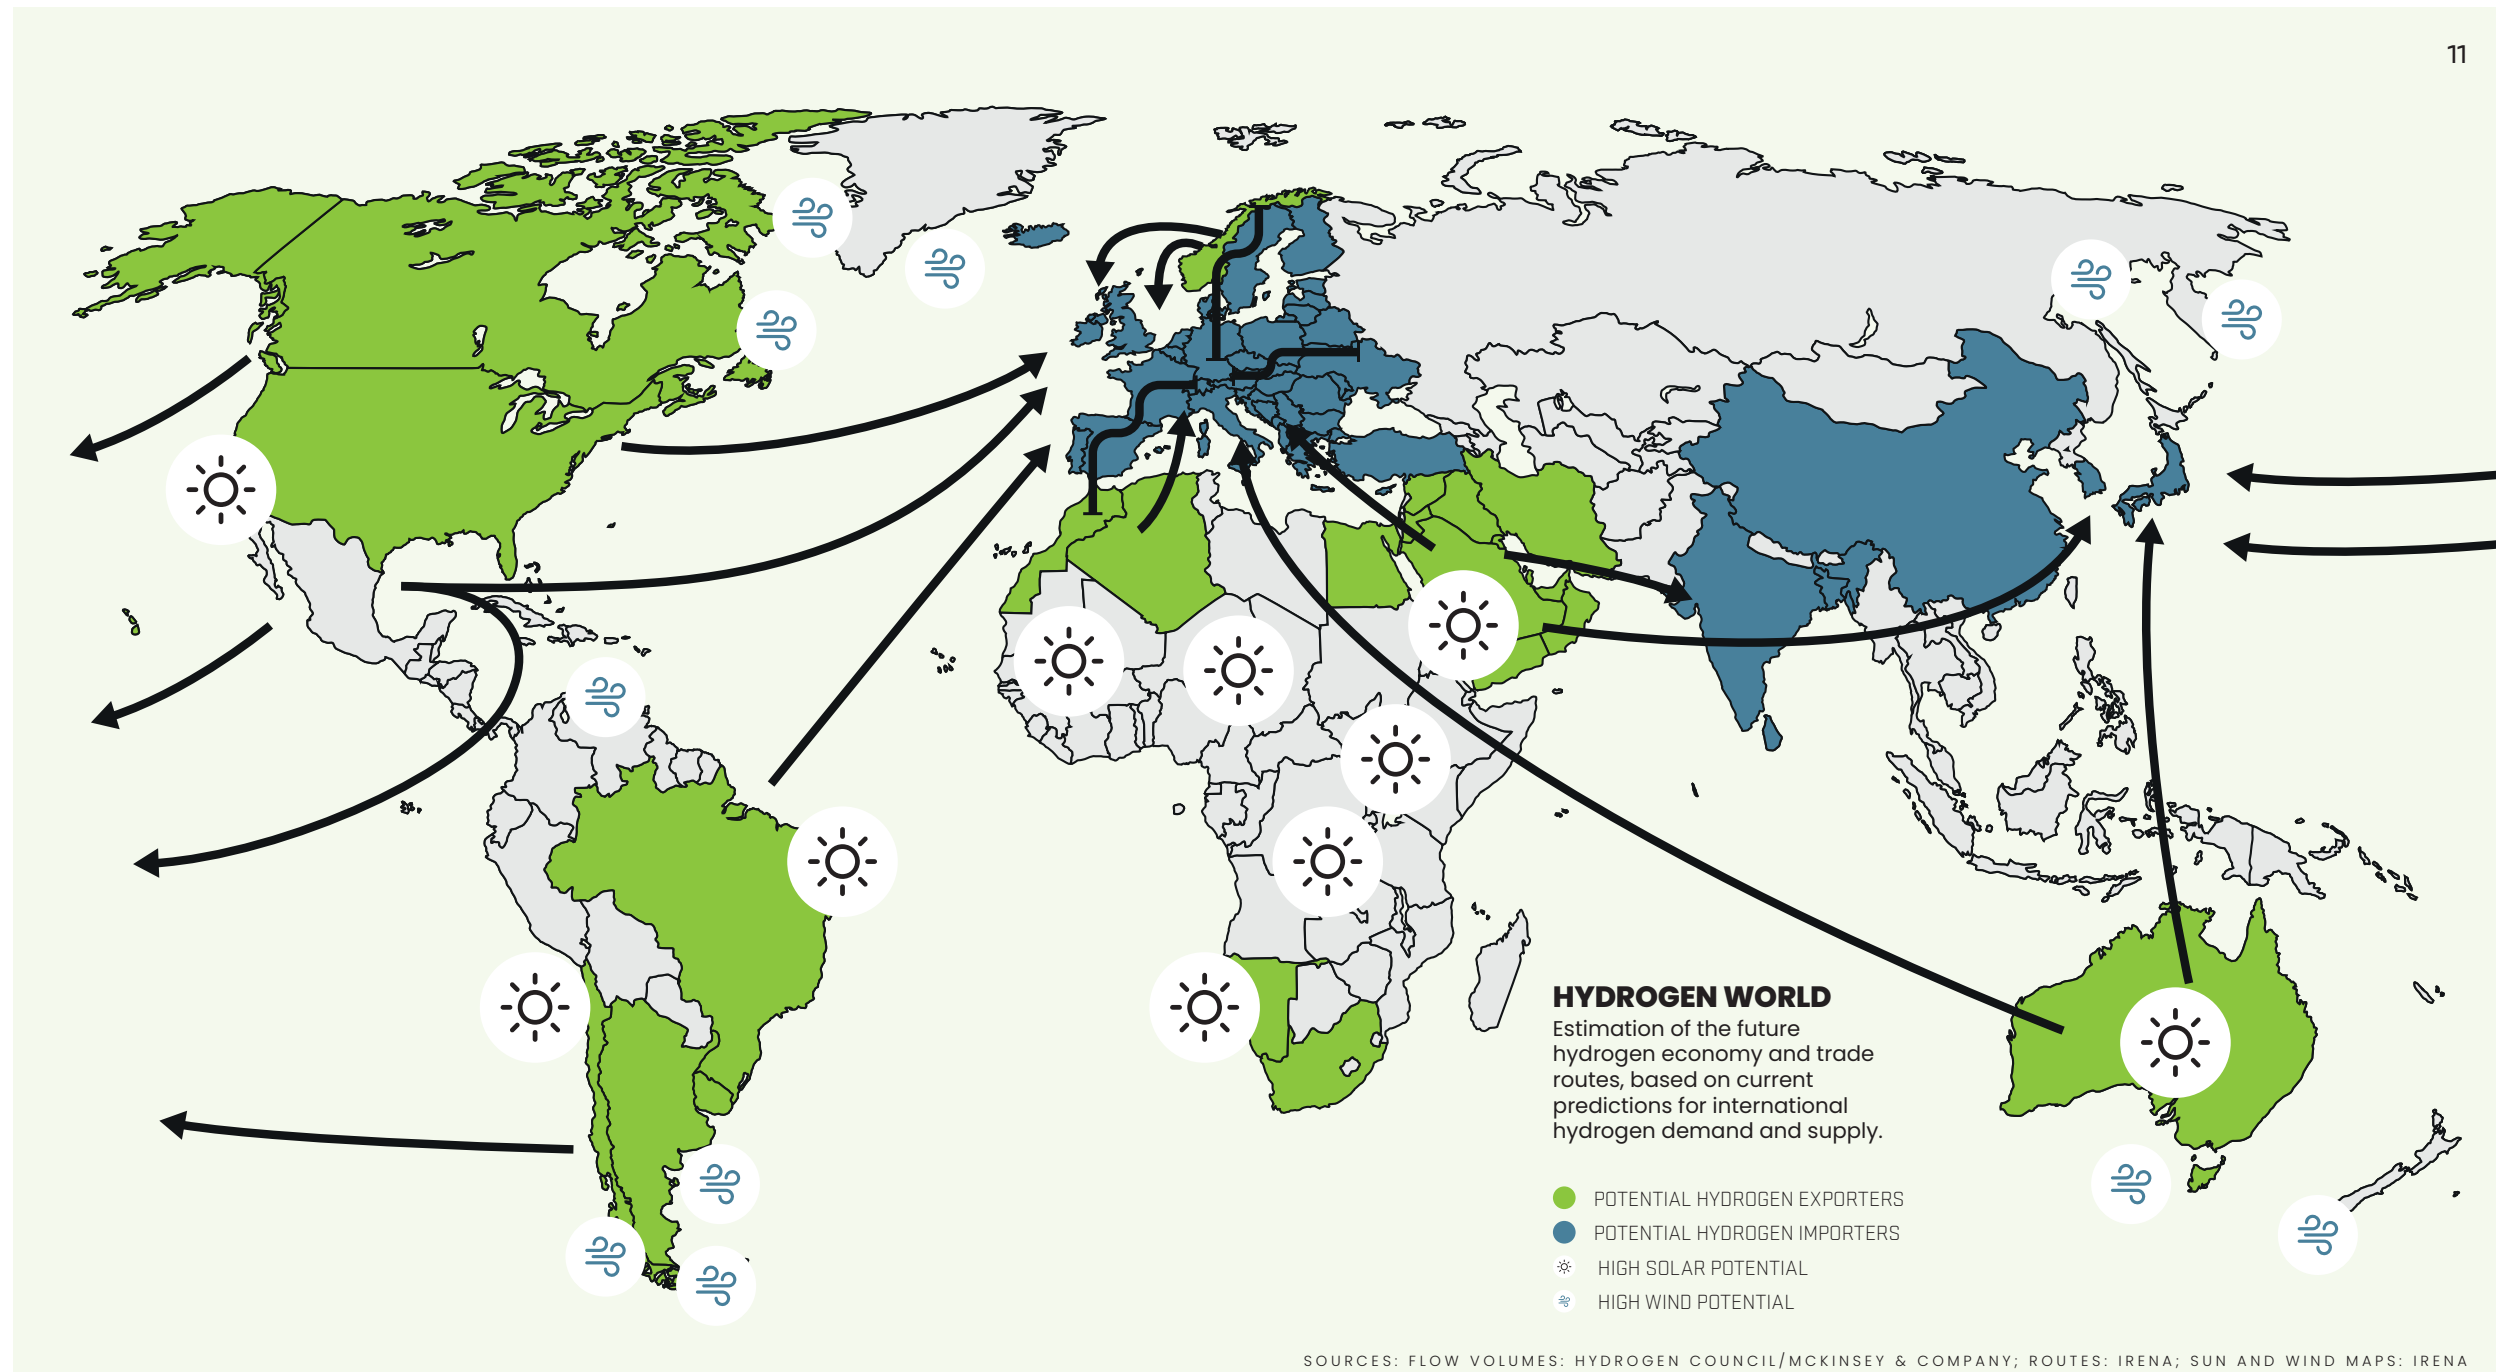 11
HYDROGEN WORLD
Estimation of the future
hydrogen economy and trade
routes, based on current
predictions for international
hydrogen demand and supply.
POTENTIAL HYDROGEN EXPORTERS
POTENTIAL HYDROGEN IMPORTERS
HIGH SOLAR POTENTIAL
HIGH WIND POTENTIAL
SOURCES: FLOW VOLUMES: HYDROGEN COUNCIL/MCKINSEY & COMPANY; ROUTES: IRENA; SUN AND WIND MAPS: IRENA